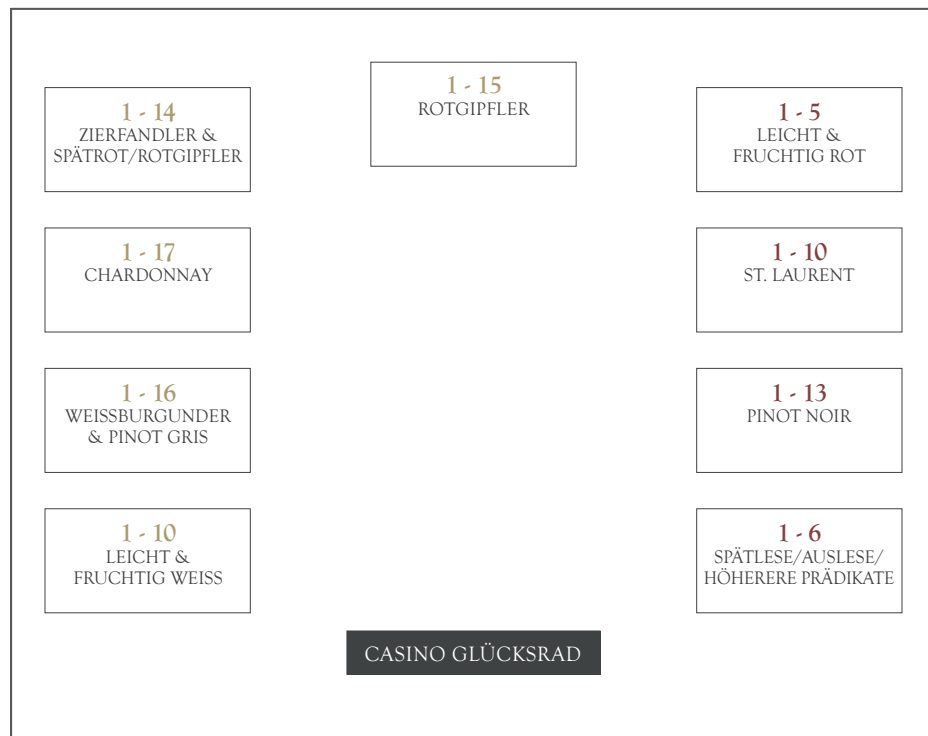 1 - 14
ZIERFANDLER &
SPÄTROT/ROTGIPFLER
1 - 15
ROTGIPFLER
1 - 5
LEICHT &
FRUCHTIG ROT
1 - 17
CHARDONNAY
1 - 10
ST. LAURENT
1 - 16
WEISSBURGUNDER
& PINOT GRIS
1 - 13
PINOT NOIR
1 - 10
LEICHT &
FRUCHTIG WEISS
1 - 6
SPÄTLESE/AUSLESE/
HÖHERERE PRÄDIKATE
CASINO GLÜCKSRAD